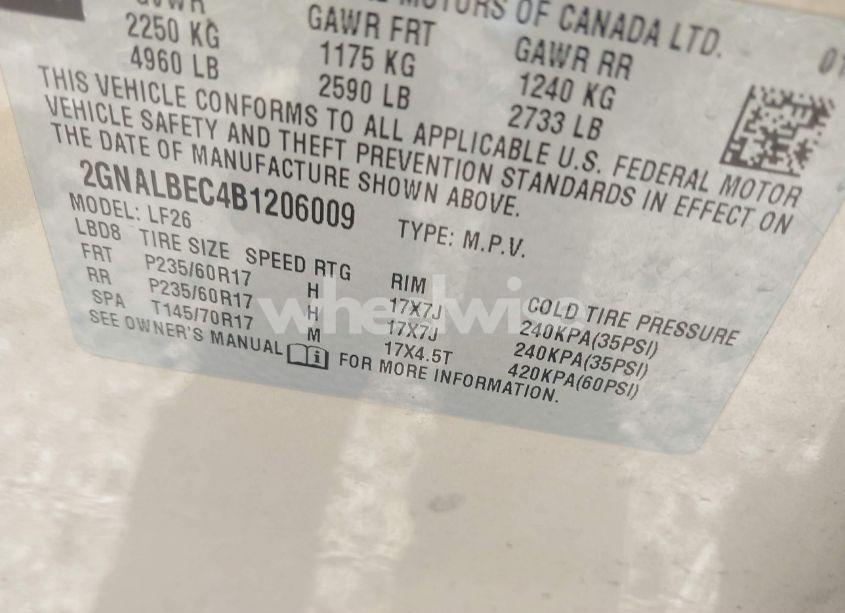 MOTORS OF CANADA LTD.
GVWR GAWR FRT GAWR RR 01
2250 KG 1175 KG 1240 KG
4960 LB 2590 LB 2733 LB
THIS VEHICLE CONFORMS TO ALL APPLICABLE U.S. FEDERAL MOTOR
VEHICLE SAFETY AND THEFT PREVENTION STANDARDS IN EFFECT ON
THE DATE OF MANUFACTURE SHOWN ABOVE.
2GNALBEC4B1206009 TYPE: M.P.V.
MODEL: LF26
LBD8 TIRE SIZE SPEED RTG RIM COLD TIRE PRESSURE
FRT P235/60R17 H 17X7J 240KPA(35PSI)
RR P235/60R17 H 17X7J 240KPA(35PSI)
SPA T145/70R17 M 17X4.5T 420KPA(60PSI)
SEE OWNER'S MANUAL i FOR MORE INFORMATION.
wheelwise